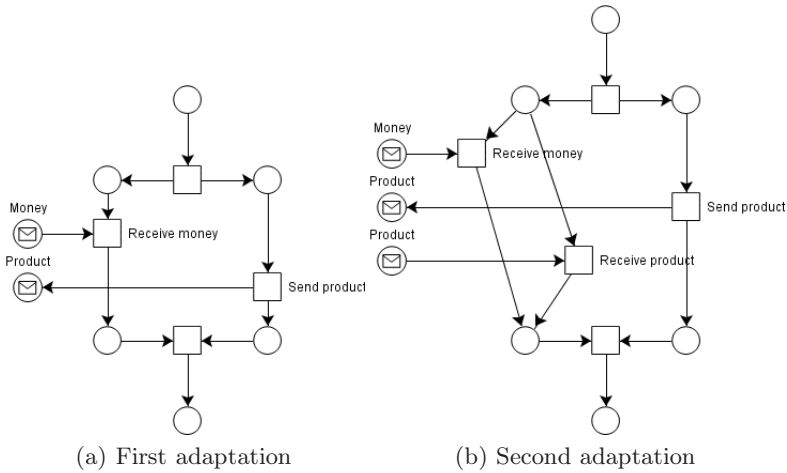 Money
Receive money
Product
Send product
(a) First adaptation
Money
Receive money
Product
Send product
Product
Receive product
(b) Second adaptation